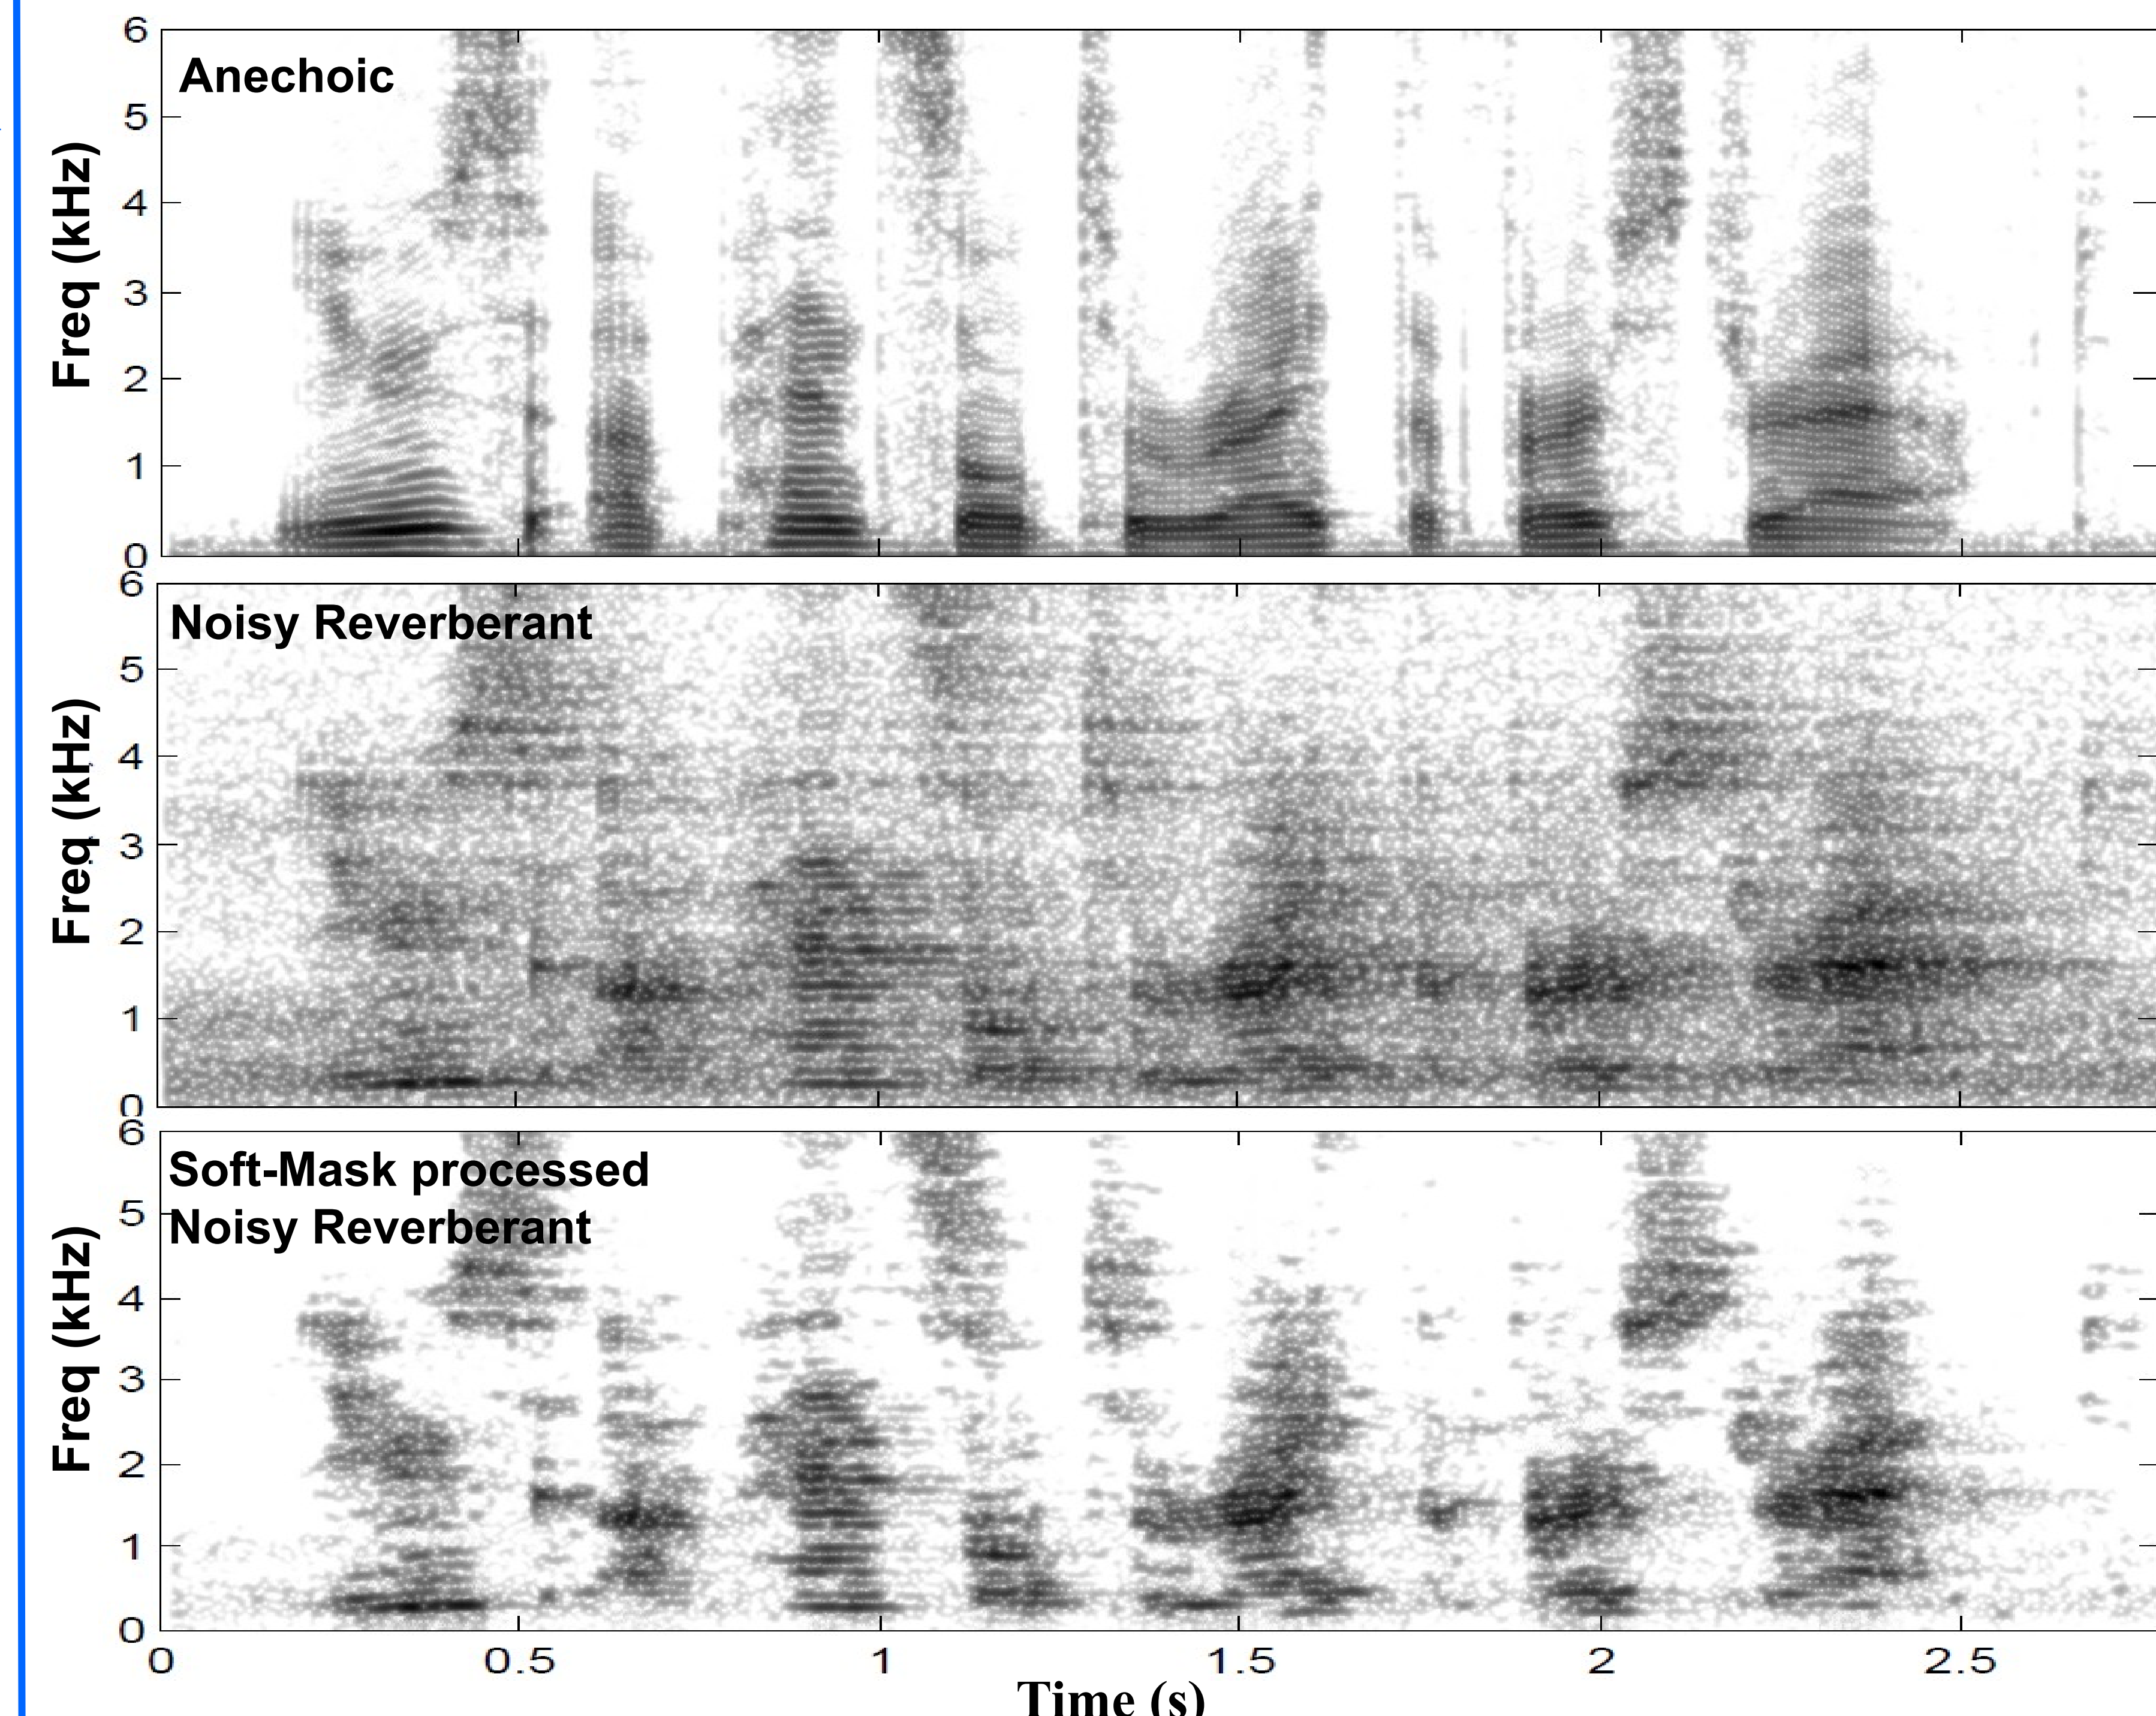 6
Anechoic
5
4
3
2
1
0
Freq (kHz)
6
Noisy Reverberant
5
4
3
2
1
0
Freq (kHz)
6
Soft-Mask processed
5
Noisy Reverberant
4
3
2
1
0
Freq (kHz)
0 0.5 1 1.5 2 2.5
Time (s)